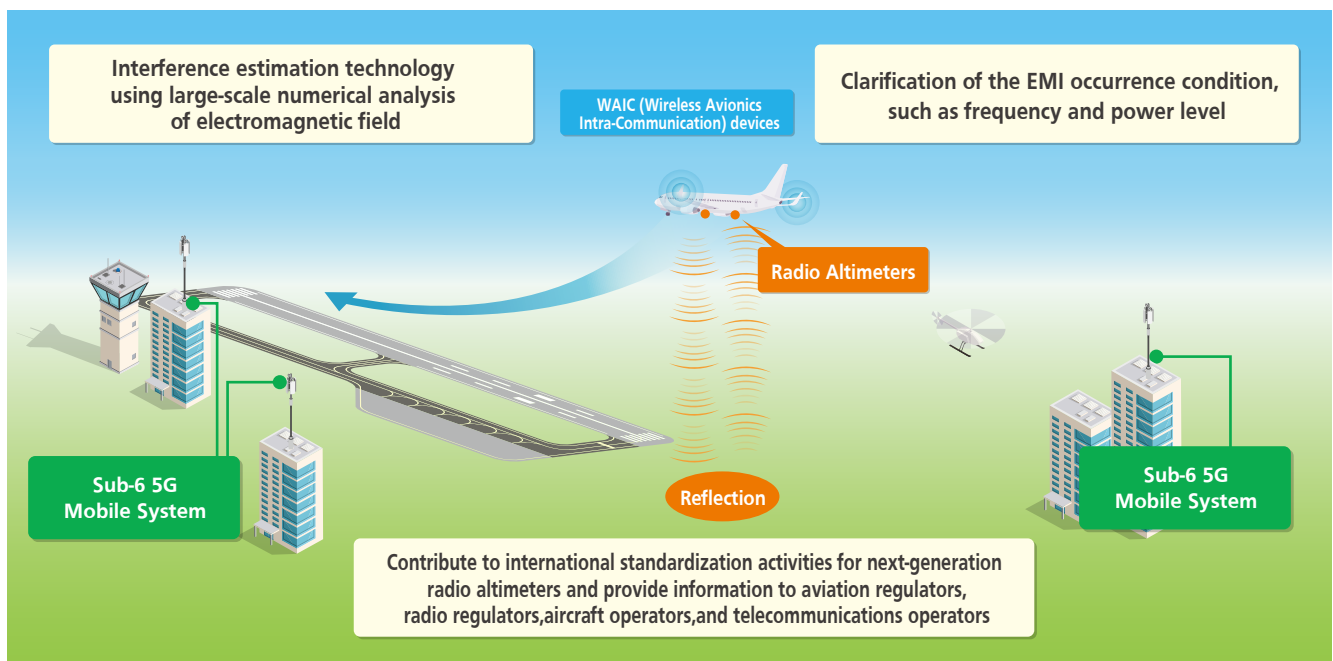 Interference estimation technology
using large-scale numerical analysis
of electromagnetic field
WAIC (Wireless Avionics
Intra-Communication) devices
Clarification of the EMI occurrence condition,
such as frequency and power level
Radio Altimeters
Sub-6 5G
Mobile System
Reflection
Sub-6 5G
Mobile System
Contribute to international standardization activities for next-generation
radio altimeters and provide information to aviation regulators,
radio regulators,aircraft operators,and telecommunications operators